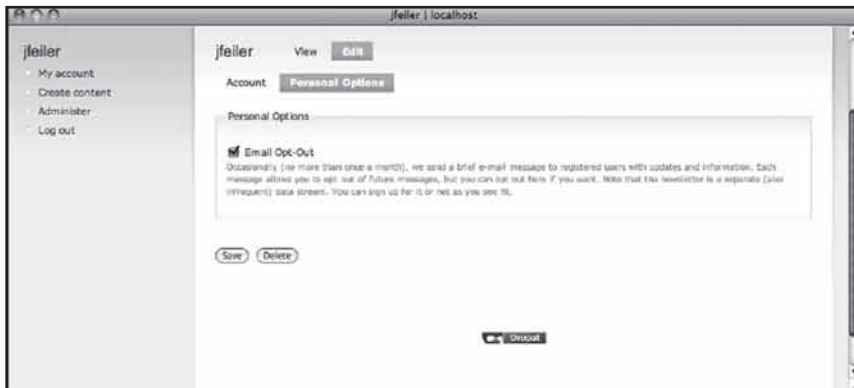 jfeiler | localhost
jfeiler
My account
Create content
Administer
Log out
jfeiler View Edit
Account Personal Options
Personal Options
Email Opt-Out
Occasionally (no more than once a month), we send a brief e-mail message to registered users with updates and information. Each
message allows you to opt out of future messages, but you can opt out here if you want. Note that the newsletter is a separate (also
infrequent) data stream. You can sign up for it or not as you see fit.
Save Delete
Drupal